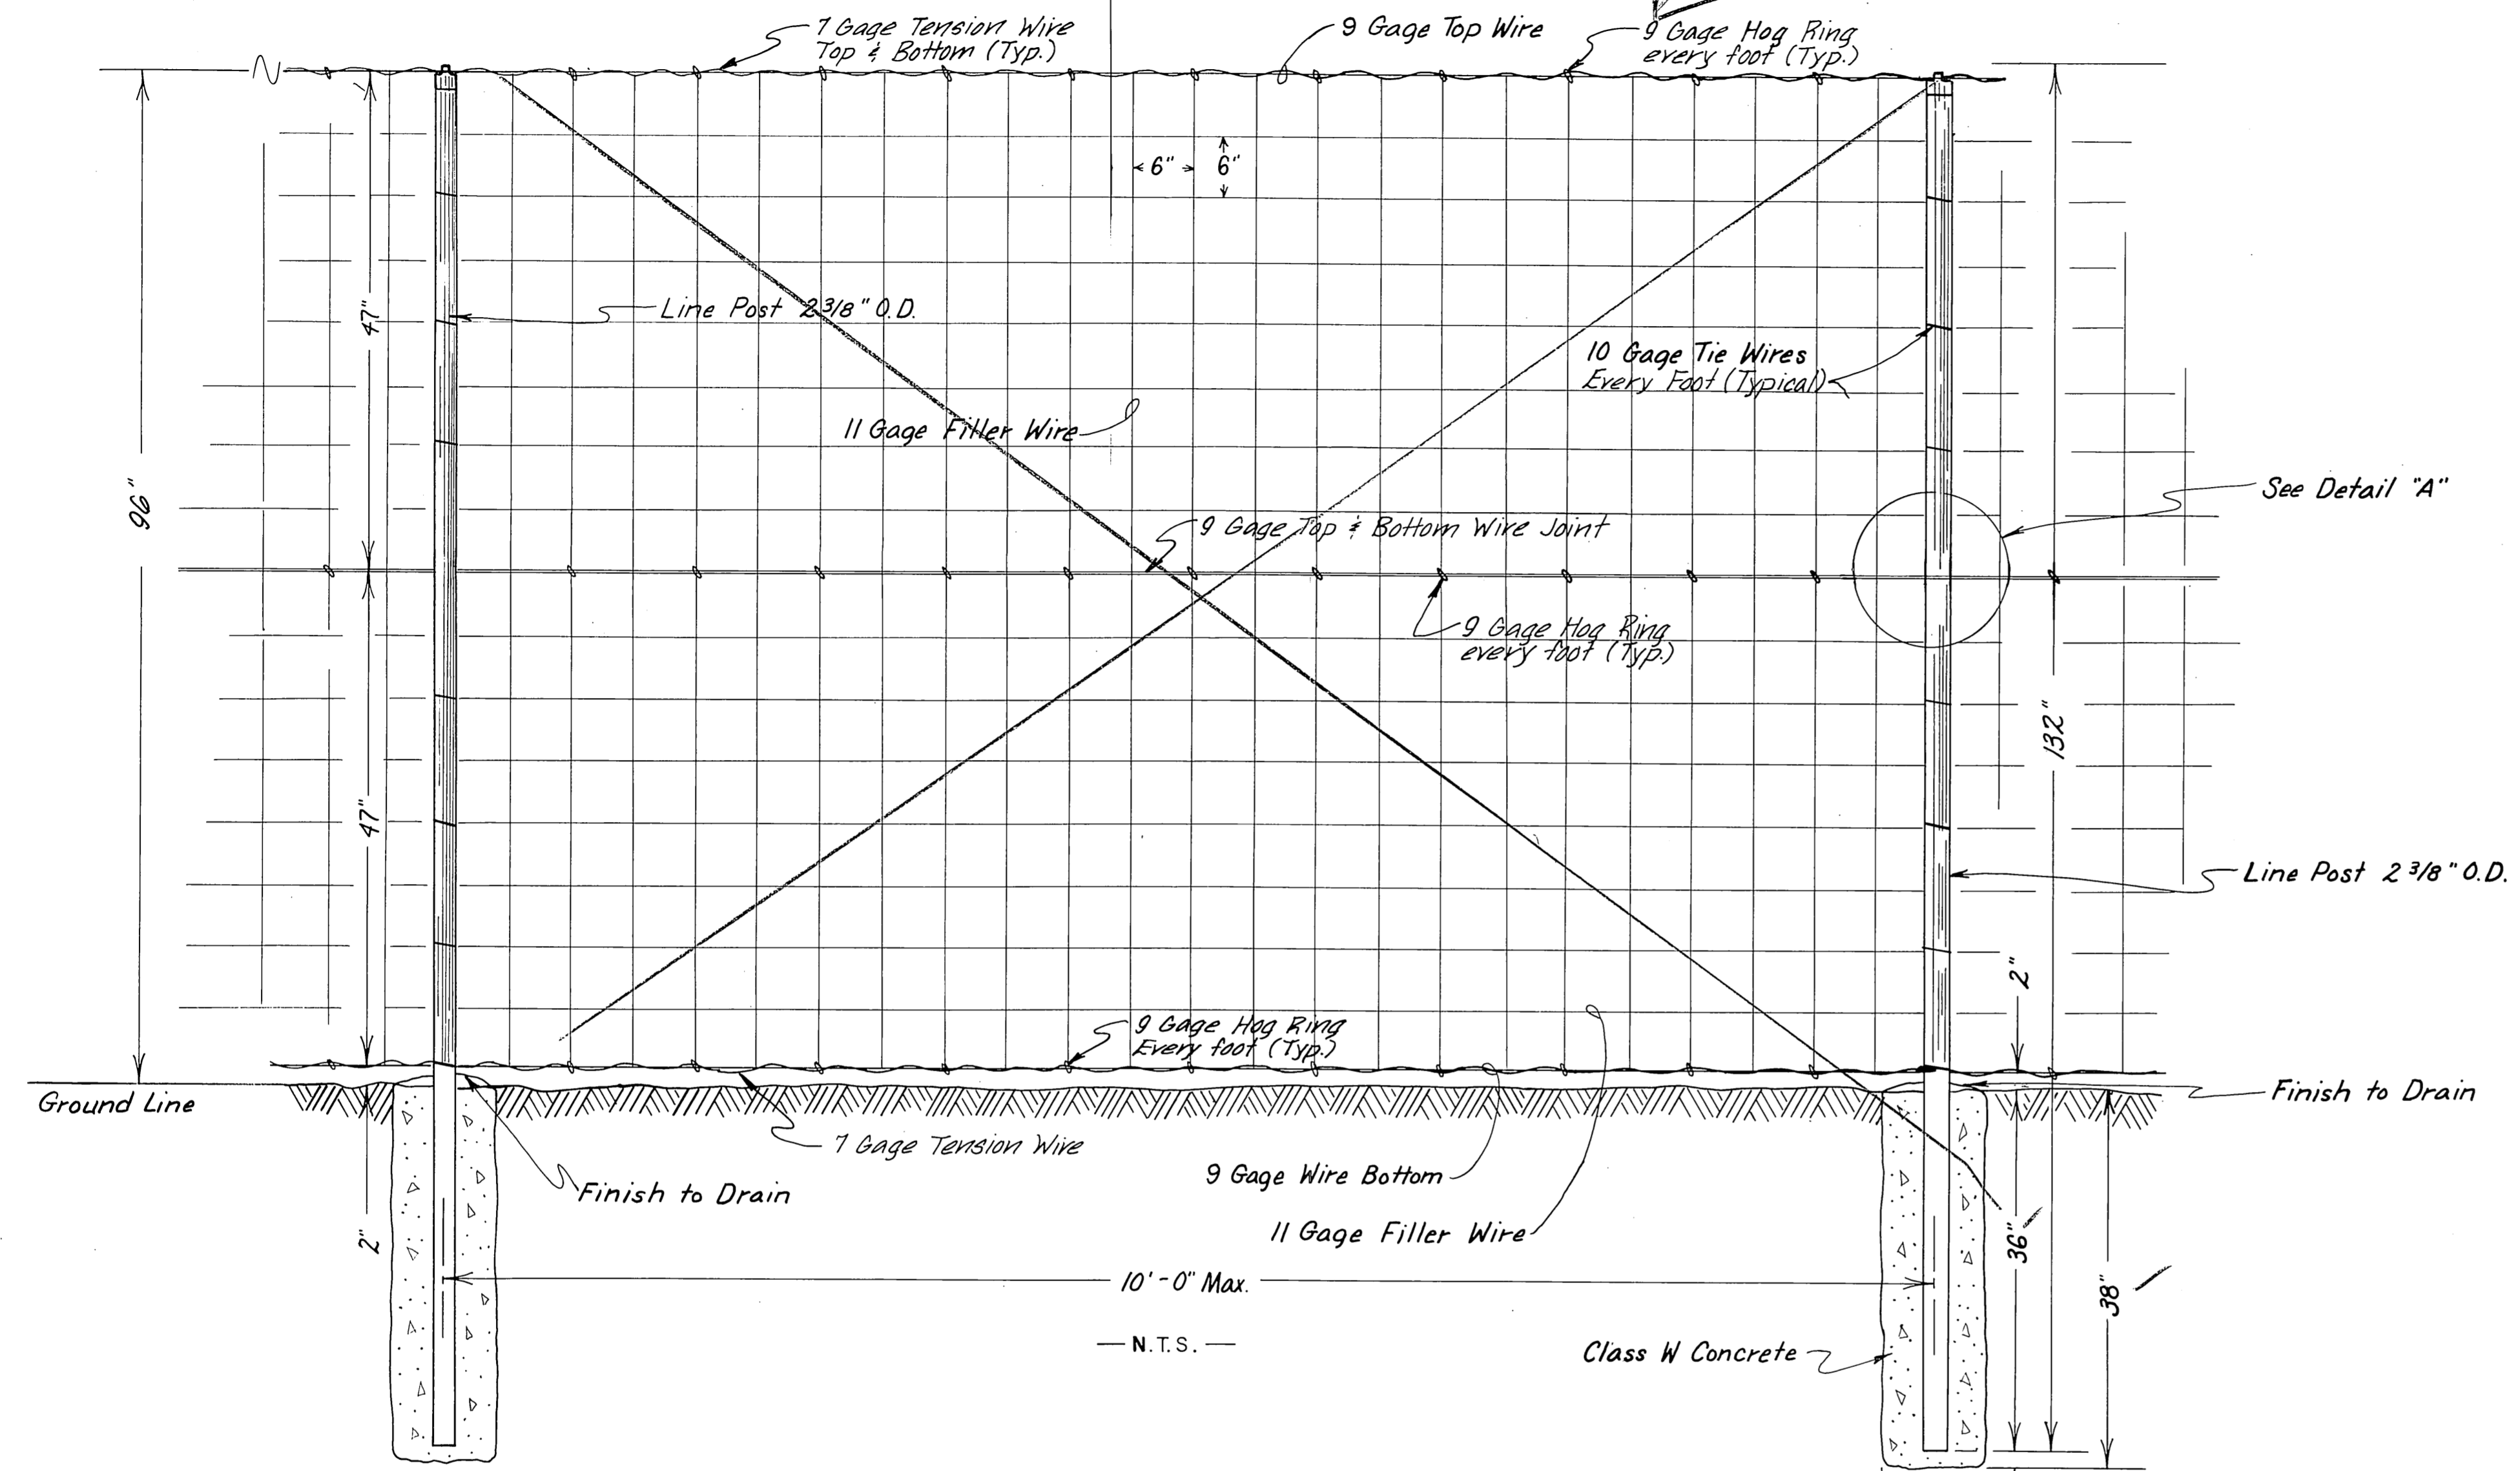 7 Gage Tension Wire
Top & Bottom (Typ.)
9 Gage Top Wire
9 Gage Hog Ring
every foot (Typ.)
6"
6"
47"
Line Post 2 3/8" O.D.
10 Gage Tie Wires
Every Foot (Typical)
11 Gage Filler Wire
96"
See Detail "A"
9 Gage Top & Bottom Wire Joint
9 Gage Hog Ring
every foot (Typ.)
132"
47"
Line Post 2 3/8" O.D.
2"
9 Gage Hog Ring
Every foot (Typ.)
Ground Line
Finish to Drain
7 Gage Tension Wire
9 Gage Wire Bottom
Finish to Drain
11 Gage Filler Wire
2"
36"
10'-0" Max.
38"
N.T.S.
Class W Concrete